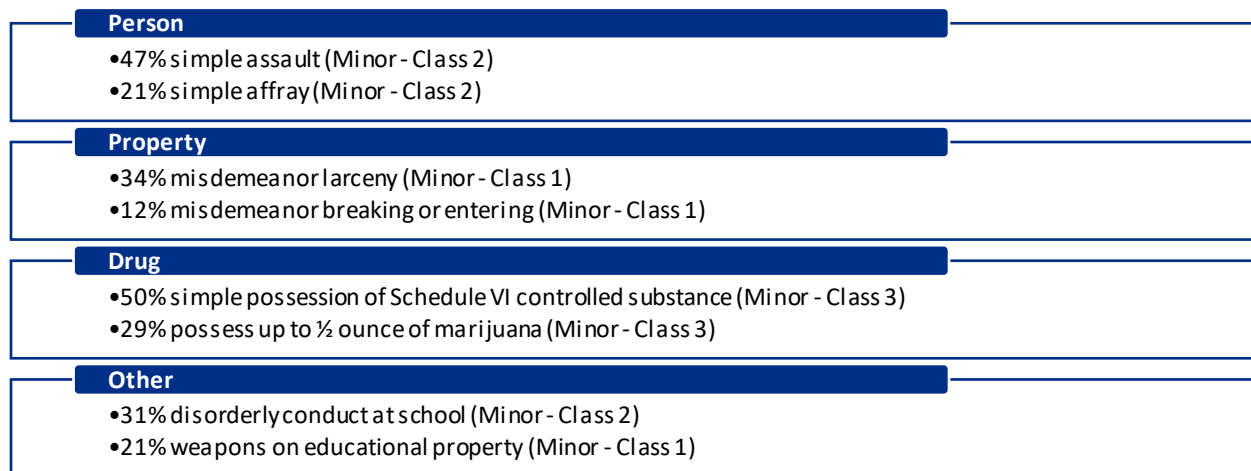 Person
•47% simple assault (Minor - Class 2)
•21% simple affray (Minor - Class 2)
Property
•34% misdemeanor larceny (Minor - Class 1)
•12% misdemeanor breaking or entering (Minor - Class 1)
Drug
•50% simple possession of Schedule VI controlled substance (Minor - Class 3)
•29% possess up to ½ ounce of marijuana (Minor - Class 3)
Other
•31% disorderly conduct at school (Minor - Class 2)
•21% weapons on educational property (Minor - Class 1)